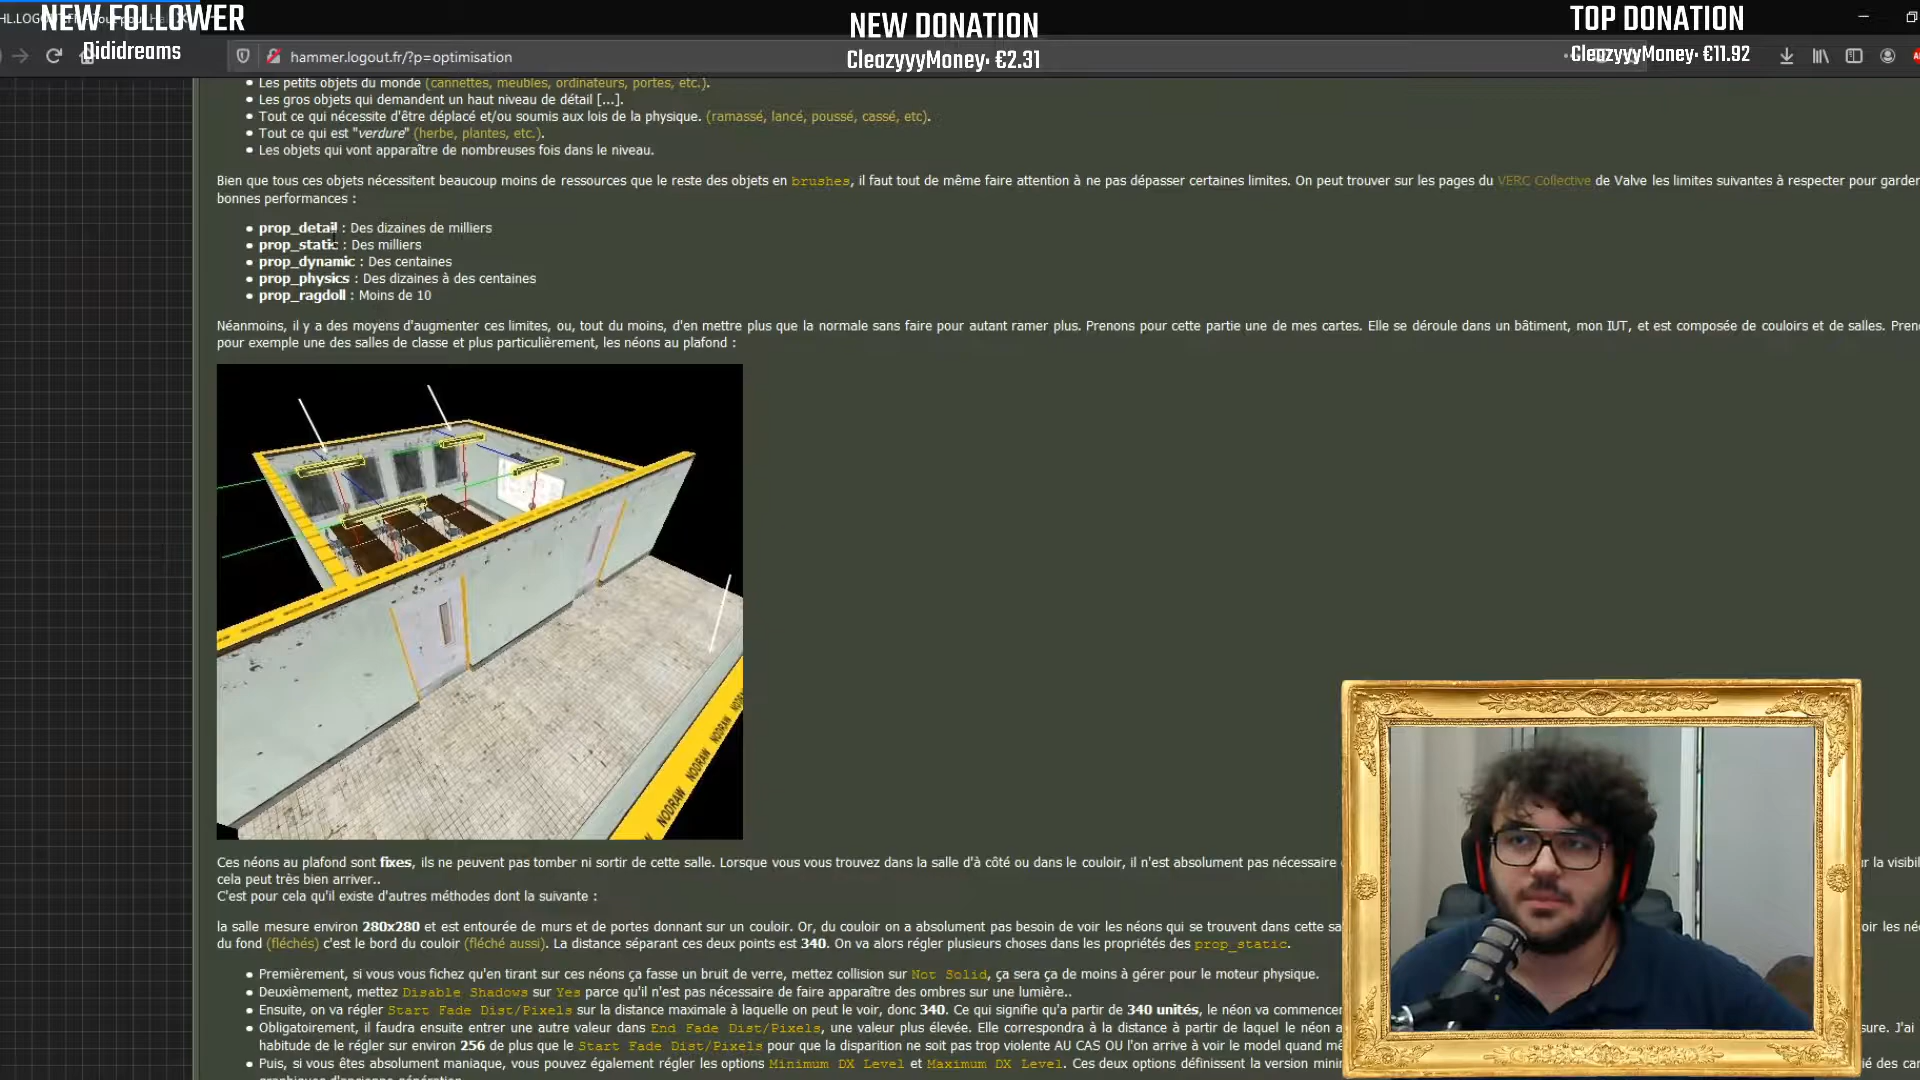 NEW FOLLOWER
Dididreams
NEW DONATION
CleazyyyMoney: €2.31
TOP DONATION
CleazyyyMoney: €11.92
hammer.logout.fr/?p=optimisation
• Les petits objets du monde (cannettes, meubles, ordinateurs, portes, etc.).
• Les gros objets qui demandent un haut niveau de détail [...].
• Tout ce qui nécessite d'être déplacé et/ou soumis aux lois de la physique. (ramassé, lancé, poussé, cassé, etc).
• Tout ce qui est "verdure" (herbe, plantes, etc.).
• Les objets qui vont apparaître de nombreuses fois dans le niveau.
Bien que tous ces objets nécessitent beaucoup moins de ressources que le reste des objets en brushes, il faut tout de même faire attention à ne pas dépasser certaines limites. On peut trouver sur les pages du VERC Collective de Valve les limites suivantes à respecter pour garder
bonnes performances :
• prop_detail : Des dizaines de milliers
• prop_static : Des milliers
• prop_dynamic : Des centaines
• prop_physics : Des dizaines à des centaines
• prop_ragdoll : Moins de 10
Néanmoins, il y a des moyens d'augmenter ces limites, ou, tout du moins, d'en mettre plus que la normale sans faire pour autant ramer plus. Prenons pour cette partie une de mes cartes. Elle se déroule dans un bâtiment, mon IUT, et est composée de couloirs et de salles. Pren
pour exemple une des salles de classe et plus particulièrement, les néons au plafond :
NODRAW NODRAW NODRAW
Ces néons au plafond sont fixes, ils ne peuvent pas tomber ni sortir de cette salle. Lorsque vous vous trouvez dans la salle d'à côté ou dans le couloir, il n'est absolument pas nécessaire r la visibil
cela peut très bien arriver..
C'est pour cela qu'il existe d'autres méthodes dont la suivante :
la salle mesure environ 280x280 et est entourée de murs et de portes donnant sur un couloir. Or, du couloir on a absolument pas besoin de voir les néons qui se trouvent dans cette sa oir les né
du fond (fléchés) c'est le bord du couloir (fléché aussi). La distance séparant ces deux points est 340. On va alors régler plusieurs choses dans les propriétés des prop_static.
• Premièrement, si vous vous fichez qu'en tirant sur ces néons ça fasse un bruit de verre, mettez collision sur Not Solid, ça sera ça de moins à gérer pour le moteur physique.
• Deuxièmement, mettez Disable Shadows sur Yes parce qu'il n'est pas nécessaire de faire apparaître des ombres sur une lumière..
• Ensuite, on va régler Start Fade Dist/Pixels sur la distance maximale à laquelle on peut le voir, donc 340. Ce qui signifie qu'a partir de 340 unités, le néon va commencer
• Obligatoirement, il faudra ensuite entrer une autre valeur dans End Fade Dist/Pixels, une valeur plus élevée. Elle correspondra à la distance à partir de laquel le néon a sure. J'ai
habitude de le régler sur environ 256 de plus que le Start Fade Dist/Pixels pour que la disparition ne soit pas trop violente AU CAS OU l'on arrive à voir le model quand mê
• Puis, si vous êtes absolument maniaque, vous pouvez également régler les options Minimum DX Level et Maximum DX Level. Ces deux options définissent la version mini ié des car